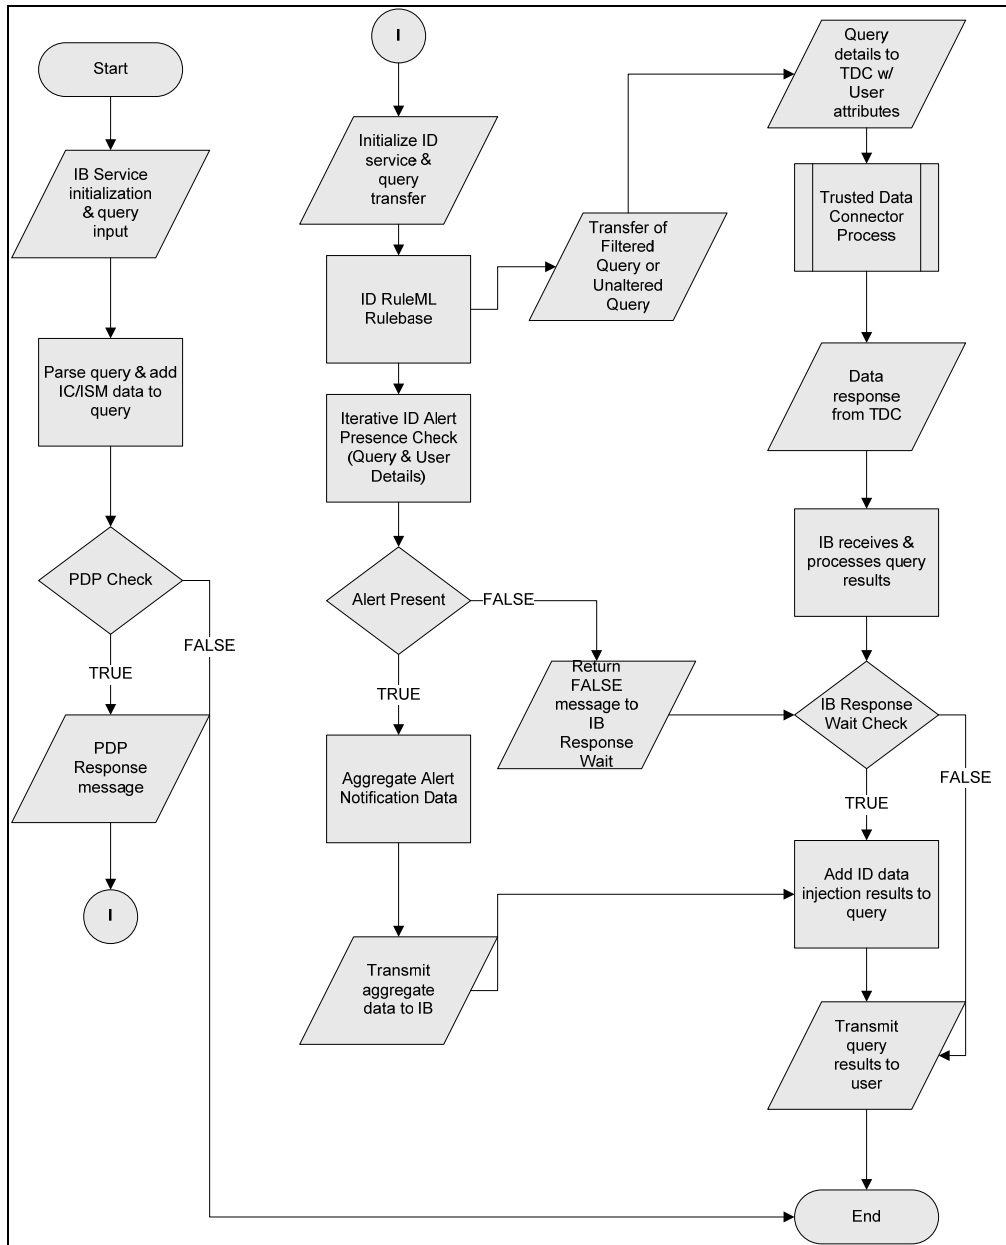 Start
IB Service
initialization
& query
input
Parse query & add
IC/ISM data to
query
PDP Check
FALSE
TRUE
PDP
Response
message
I
I
Initialize ID
service &
query
transfer
ID RuleML
Rulebase
Transfer of
Filtered
Query or
Unaltered
Query
Iterative ID Alert
Presence Check
(Query & User
Details)
Alert Present
FALSE
TRUE
Return
FALSE
message to
IB
Response
Wait
Aggregate Alert
Notification Data
Transmit
aggregate
data to IB
Query
details to
TDC w/
User
attributes
Trusted Data
Connector
Process
Data
response
from TDC
IB receives &
processes query
results
IB Response
Wait Check
FALSE
TRUE
Add ID data
injection results to
query
Transmit
query
results to
user
End